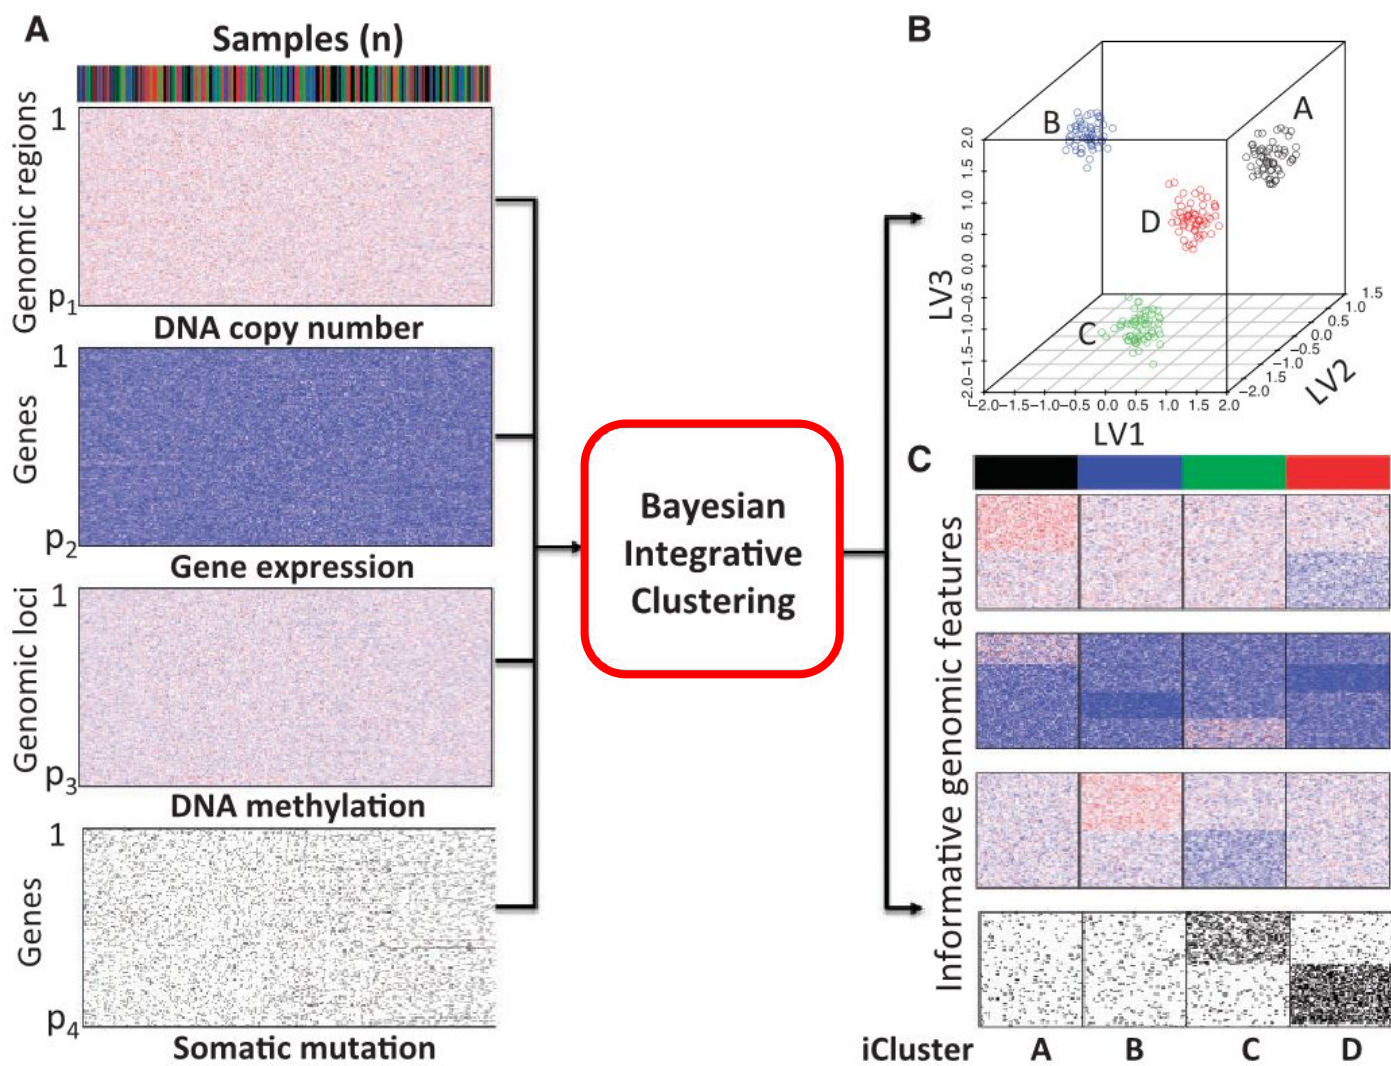 A
Samples (n)
Genomic regions
1
p1
DNA copy number
Genes
1
p2
Gene expression
Genomic loci
1
p3
DNA methylation
Genes
1
p4
Somatic mutation
Bayesian
Integrative
Clustering
B
A
B
C
D
LV3
2.0
1.5
1.0
0.5
0.0
−0.5
−1.0
−1.5
−2.0
−2.0 −1.5 −1.0 −0.5 0.0 0.5 1.0 1.5 2.0
LV1
1.5
1.0
0.5
0.0
−0.5
−1.0
1.5
−2.0
LV2
C
Informative genomic features
iCluster A B C D